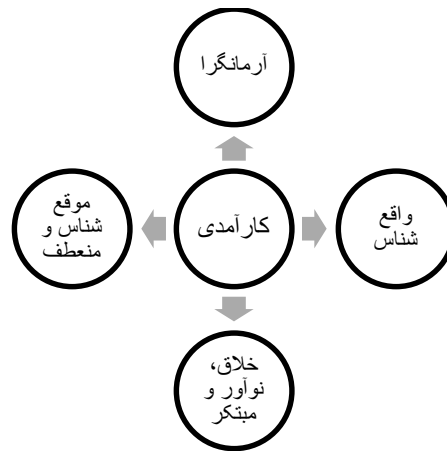 آرمانگرا
واقع
شناس
کارآمدی
موقع
شناس و
منعطف
خلاق،
نوآور و
مبتکر